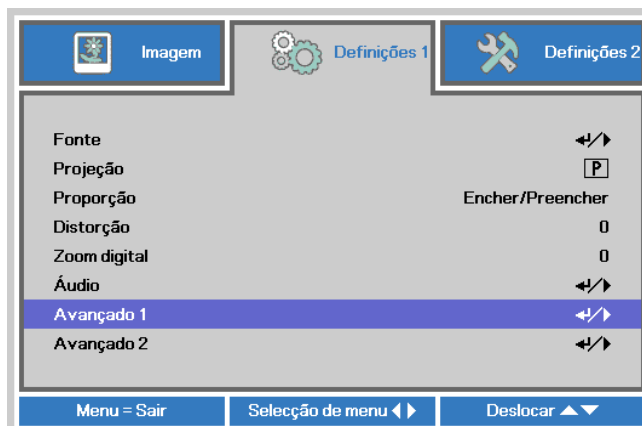 Imagem
Definições 1
Definições 2
Fonte
Projeção P
Proporção Encher/Preencher
Distorção 0
Zoom digital 0
Áudio
Avançado 1
Avançado 2
Menu = Sair
Selecção de menu
Deslocar